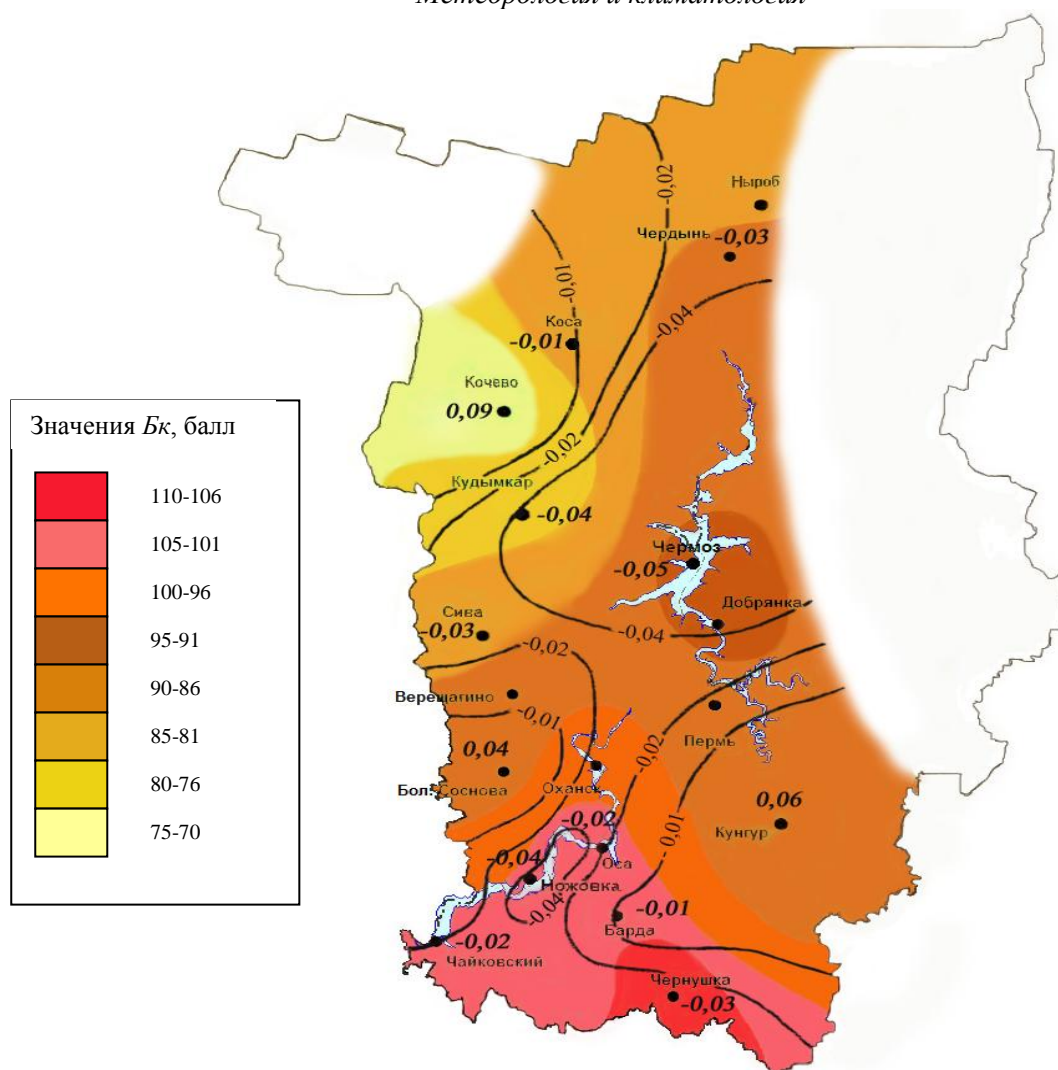 Метеорология и климатология
Ныроб
Чердынь
-0,03
-0,02
-0,01
-0,04
Коса
-0,01
Кочево
0,09
-0,02
Кудымкар
-0,04
Чермоз
-0,05
Добрянка
-0,04
Сива
-0,03
-0,02
Верещагино
-0,01
Пермь
-0,02
0,04
Бол. Соснова
Оханск
0,06
Кунгур
-0,01
-0,02
Оса
-0,04
Ножовка
-0,04
-0,01
Барда
-0,02
Чайковский
Чернушка
-0,03
Значения Бк, балл
110-106
105-101
100-96
95-91
90-86
85-81
80-76
75-70